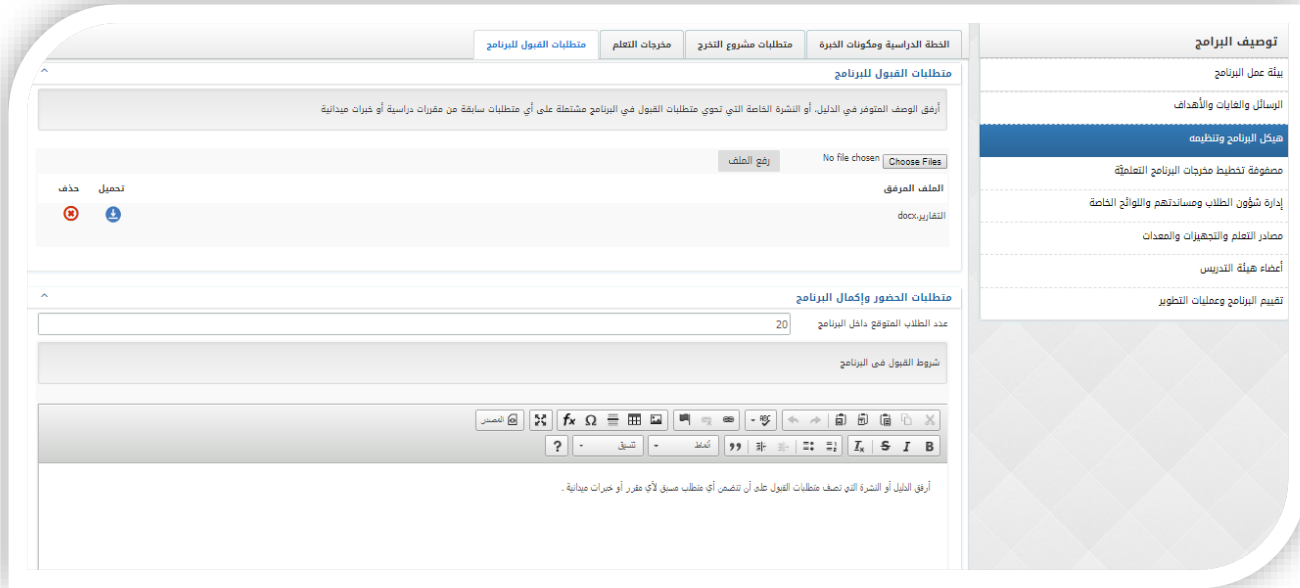 توصيف البرامج
بيئة عمل البرنامج
الرسائل والغايات والأهداف
هيكل البرنامج وتنظيمه
مصفوفة تخطيط مخرجات البرنامج التعلميّة
إدارة شؤون الطلاب ومساندتهم واللوائح الخاصة
مصادر التعلم والتجهيزات والمعدات
أعضاء هيئة التدريس
تقييم البرنامج وعمليات التطوير
الخطة الدراسية ومكونات الخبرة
متطلبات مشروع التخرج
مخرجات التعلم
متطلبات القبول للبرنامج
متطلبات القبول للبرنامج
أرفق الوصف المتوفر في الدليل، أو النشرة الخاصة التي تحوي متطلبات القبول في البرنامج مشتملة على أي متطلبات سابقة من مقررات دراسية أو خبرات ميدانية
Choose Files No file chosen رفع الملف
الملف المرفق تحميل حذف
التقارير.docx
متطلبات الحضور وإكمال البرنامج
عدد الطلاب المتوقع داخل البرنامج 20
شروط القبول في البرنامج
ABC fx Ω المصدر
B I S Ix نمط تنسيق ?
أرفق الدليل أو النشرة التي تصف متطلبات القبول على أن تتضمن أي متطلب مسبق لأي مقرر أو خبرات ميدانية .